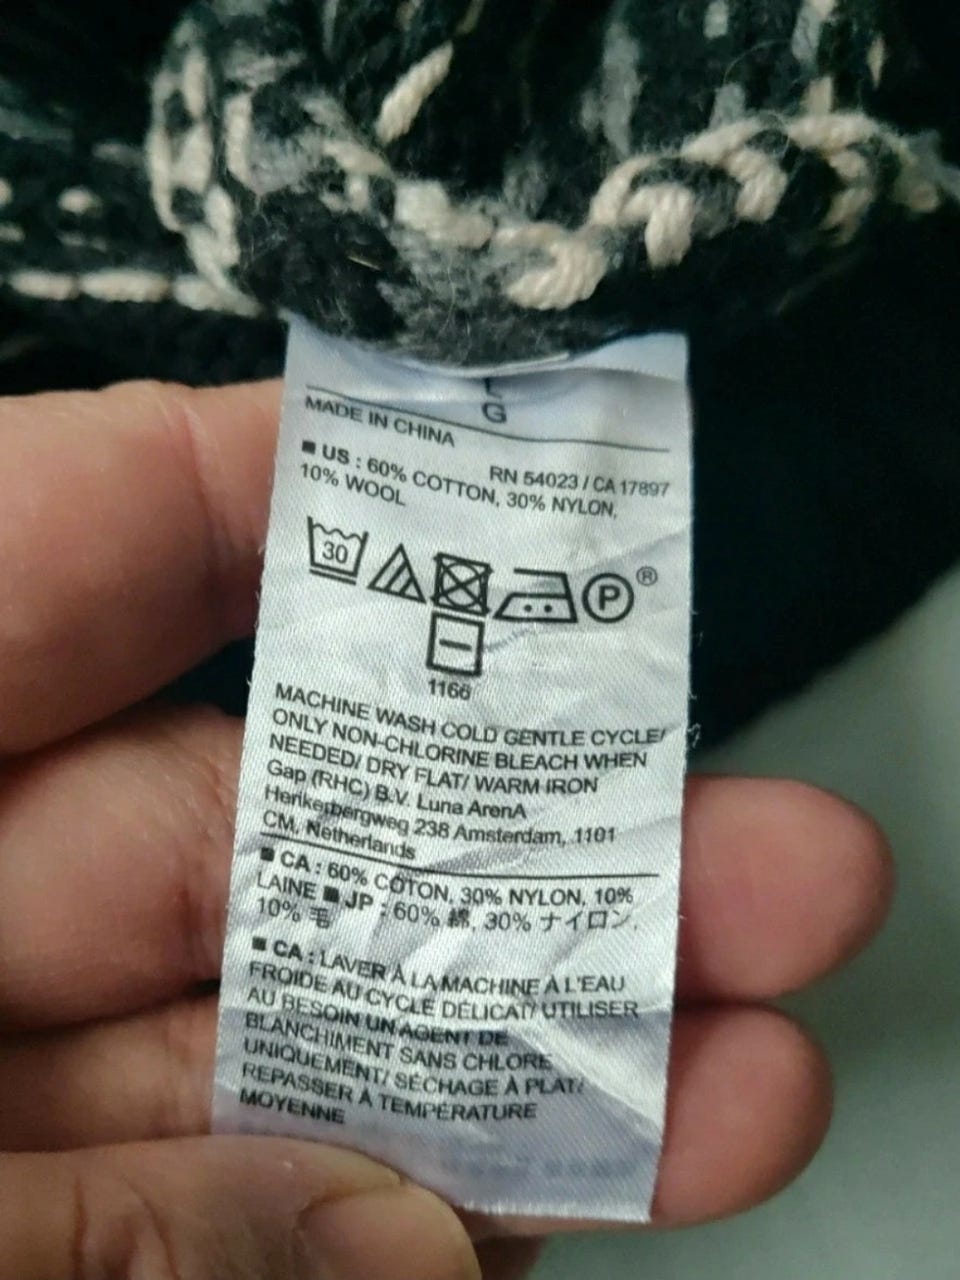 L
G
MADE IN CHINA
RN 54023 / CA 17897
■ US : 60% COTTON, 30% NYLON,
10% WOOL
30
P ®
1166
MACHINE WASH COLD GENTLE CYCLE/
ONLY NON-CHLORINE BLEACH WHEN
NEEDED/ DRY FLAT/ WARM IRON
Gap (RHC) B.V. Luna ArenA
Herikerbergweg 238 Amsterdam, 1101
CM, Netherlands
■ CA : 60% COTON, 30% NYLON, 10%
LAINE ■ JP : 60% 綿, 30% ナイロン,
10% 毛
■ CA : LAVER À LA MACHINE À L'EAU
FROIDE AU CYCLE DÉLICAT/ UTILISER
AU BESOIN UN AGENT DE
BLANCHIMENT SANS CHLORE
UNIQUEMENT/ SÉCHAGE À PLAT/
REPASSER À TEMPÉRATURE
MOYENNE